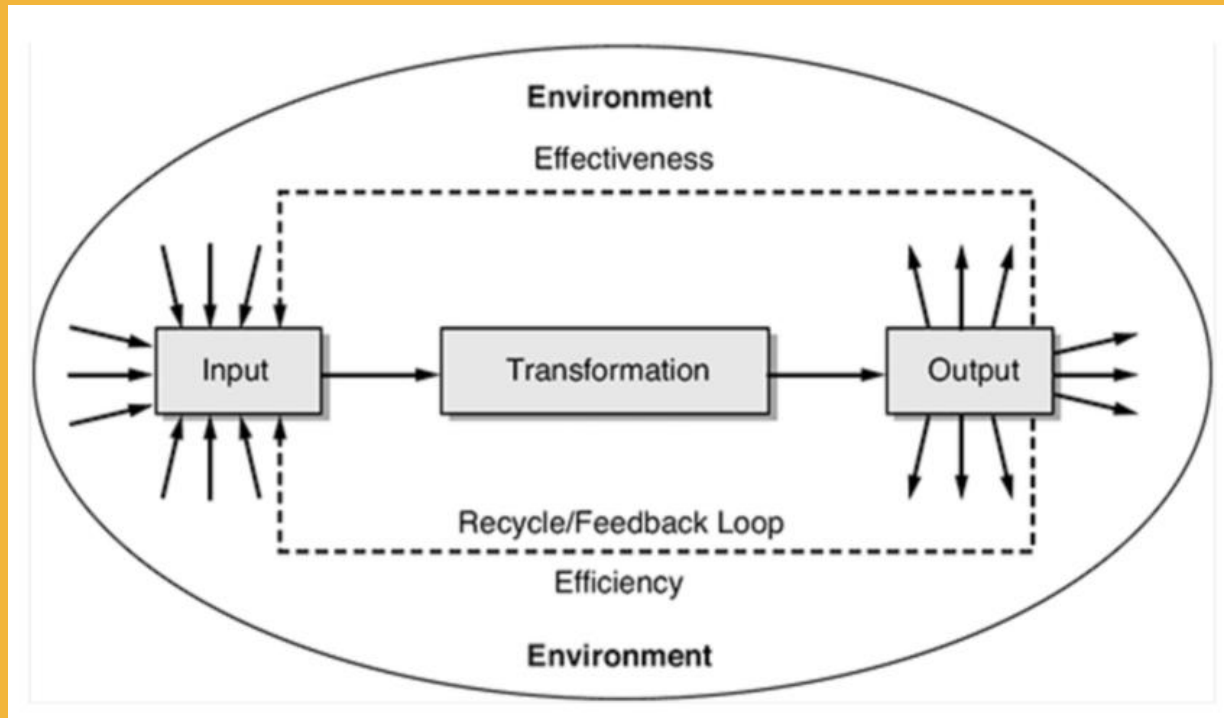 Environment
Effectiveness
Input
Transformation
Output
Recycle/Feedback Loop
Efficiency
Environment